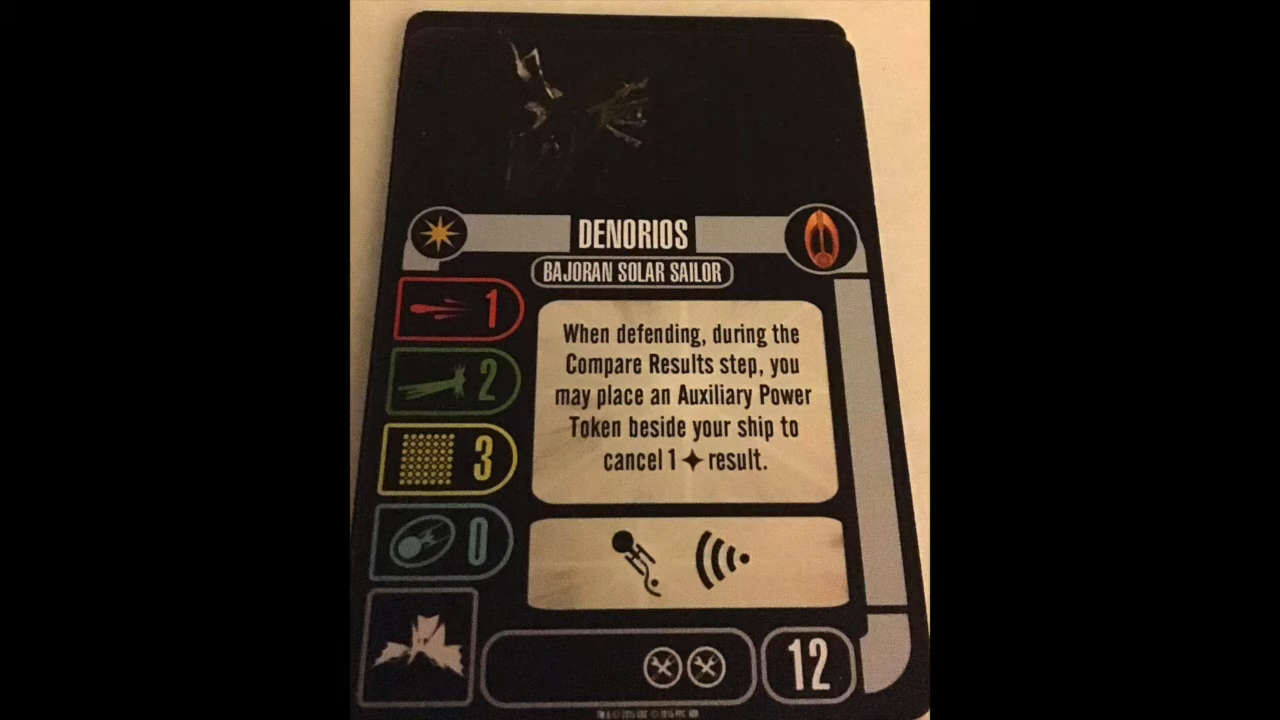 DENORIOS
BAJORAN SOLAR SAILOR
1
2
3
0
When defending, during the
Compare Results step, you
may place an Auxiliary Power
Token beside your ship to
cancel 1 result.
12